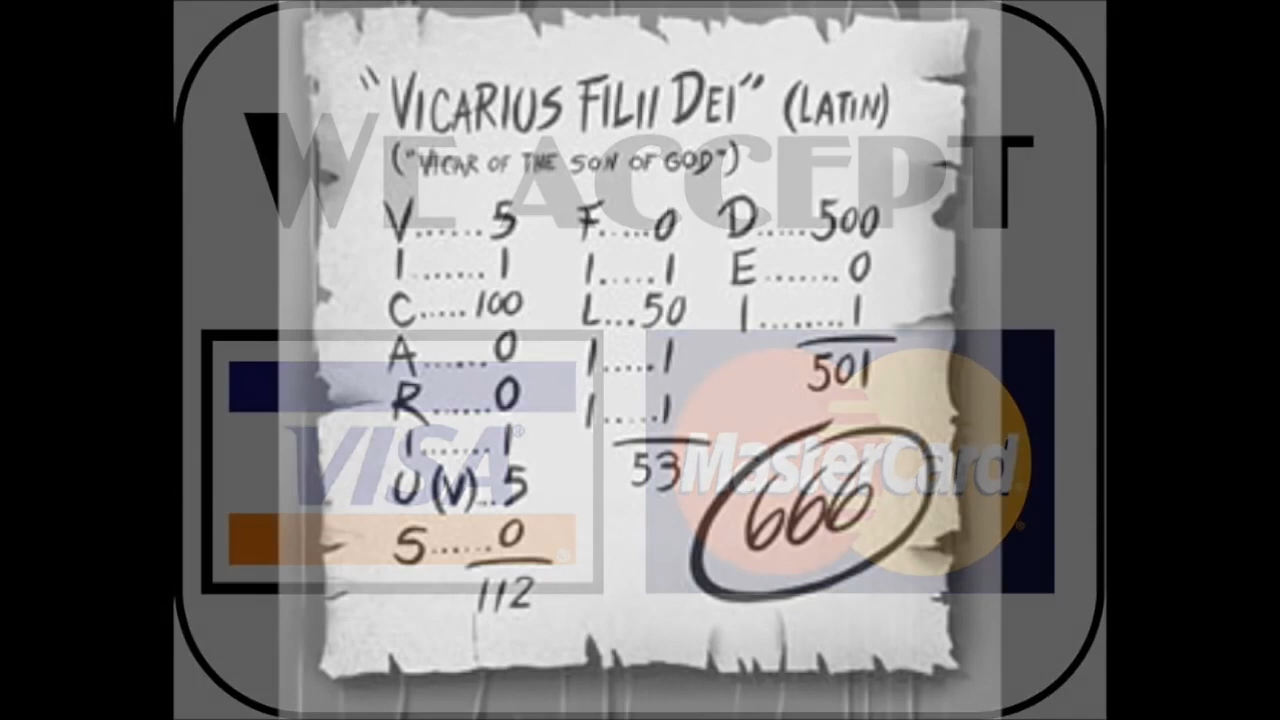 "VICARIUS FILII DEI" (LATIN)
("VICAR OF THE SON OF GOD")
WE ACCEPT
V......5 F.....0 D.....500
I.......1 I.....1 E.......0
C.....100 L...50 I........1
A......0 I.....1 501
R......0 I.....1
I.......1 53
U(V)..5
S.....0
112
666
VISA®
MasterCard®